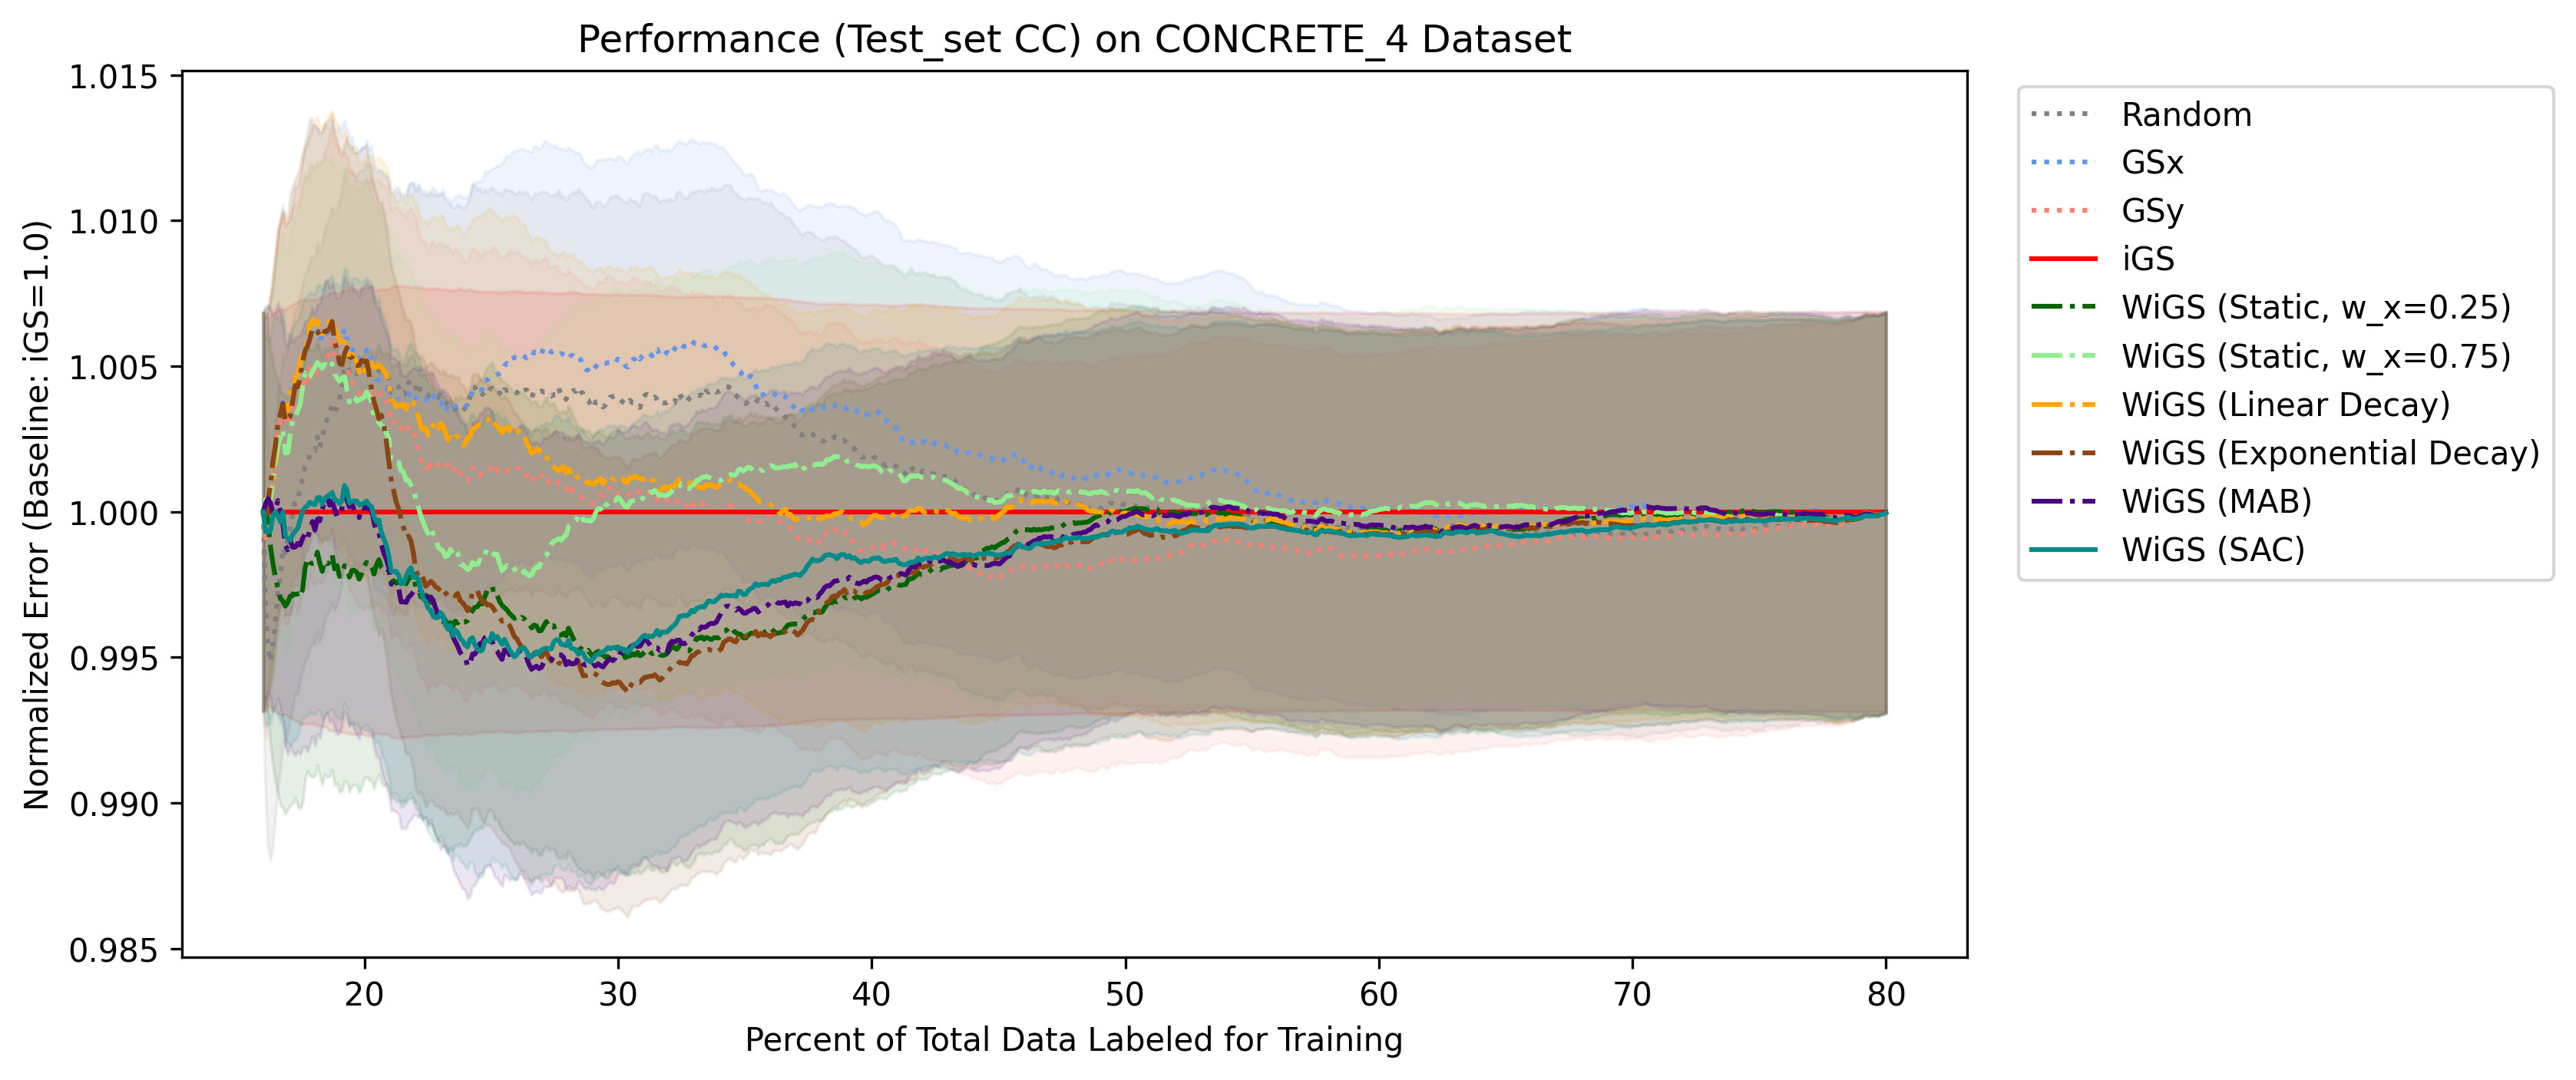 Performance (Test_set CC) on CONCRETE_4 Dataset
Normalized Error (Baseline: iGS=1.0)
1.015
1.010
1.005
1.000
0.995
0.990
0.985
20 30 40 50 60 70 80
Percent of Total Data Labeled for Training
Random
GSx
GSy
iGS
WiGS (Static, w_x=0.25)
WiGS (Static, w_x=0.75)
WiGS (Linear Decay)
WiGS (Exponential Decay)
WiGS (MAB)
WiGS (SAC)